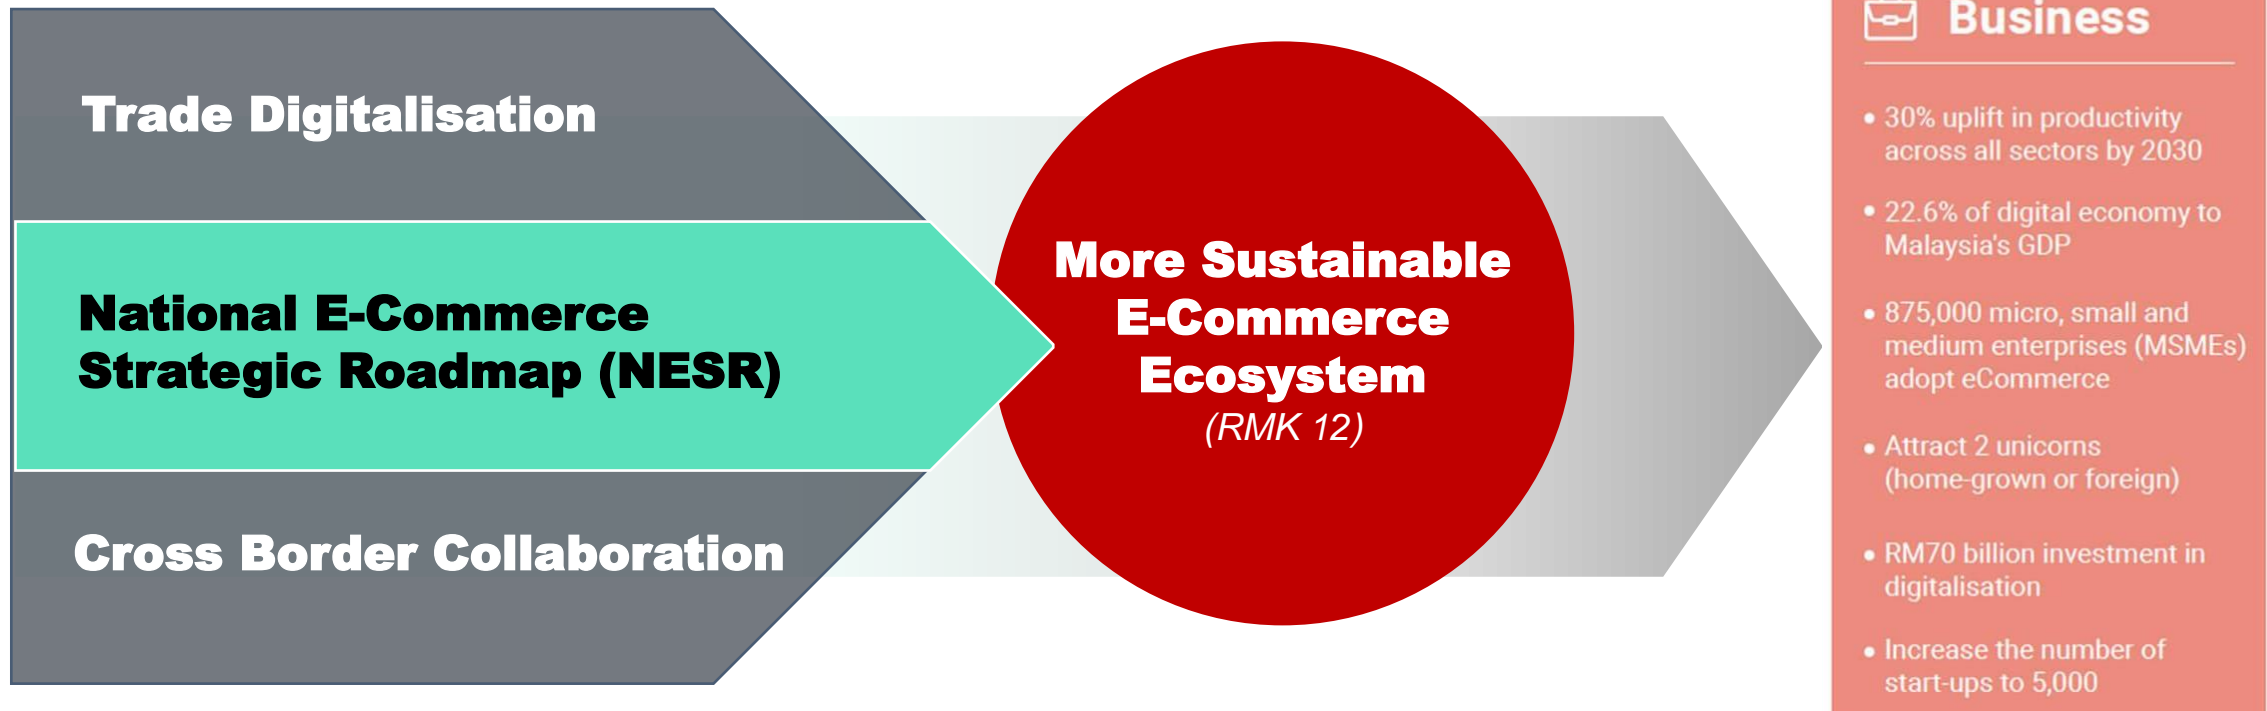 Trade Digitalisation
National E-Commerce
Strategic Roadmap (NESR)
Cross Border Collaboration
More Sustainable
E-Commerce
Ecosystem
(RMK 12)
Business
• 30% uplift in productivity
across all sectors by 2030
• 22.6% of digital economy to
Malaysia's GDP
• 875,000 micro, small and
medium enterprises (MSMEs)
adopt eCommerce
• Attract 2 unicorns
(home-grown or foreign)
• RM70 billion investment in
digitalisation
• Increase the number of
start-ups to 5,000